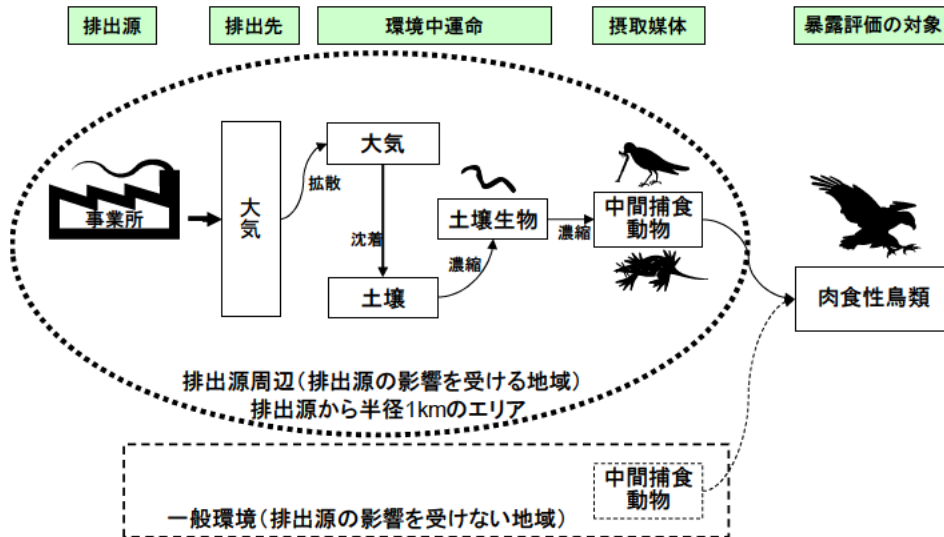 排出源
排出先
環境中運命
摂取媒体
暴露評価の対象
事業所
大気
拡散
大気
沈着
土壌
濃縮
土壌生物
濃縮
中間捕食
動物
肉食性鳥類
排出源周辺(排出源の影響を受ける地域)
排出源から半径1kmのエリア
中間捕食
動物
一般環境(排出源の影響を受けない地域)